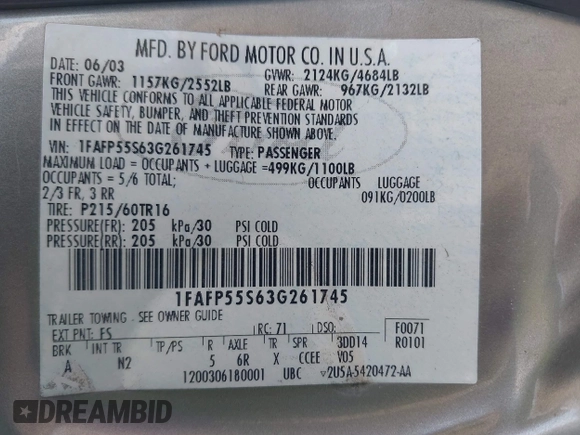 MFD. BY FORD MOTOR CO. IN U.S.A.
DATE: 06/03 GVWR: 2124KG/4684LB
FRONT GAWR: 1157KG/2552LB REAR GAWR: 967KG/2132LB
THIS VEHICLE CONFORMS TO ALL APPLICABLE FEDERAL MOTOR
VEHICLE SAFETY, BUMPER, AND THEFT PREVENTION STANDARDS
IN EFFECT ON THE DATE OF MANUFACTURE SHOWN ABOVE.
VIN: 1FAFP55S63G261745 TYPE: PASSENGER
MAXIMUM LOAD = OCCUPANTS + LUGGAGE =499KG/1100LB
OCCUPANTS = 5/6 TOTAL; OCCUPANTS LUGGAGE
2/3 FR, 3 RR 091KG/0200LB
TIRE: P215/60TR16
PRESSURE(FR): 205 kPa/30 PSI COLD
PRESSURE(RR): 205 kPa/30 PSI COLD
1FAFP55S63G261745
TRAILER TOWING - SEE OWNER GUIDE
EXT PNT: FS RC: 71 DSO: F0071
BRK INT TR TP/PS R AXLE TR SPR 3DD14 R0101
A N2 5 6R X CCEE V05
1200306180001 UBC ▽2U5A-5420472-AA
DREAMBID